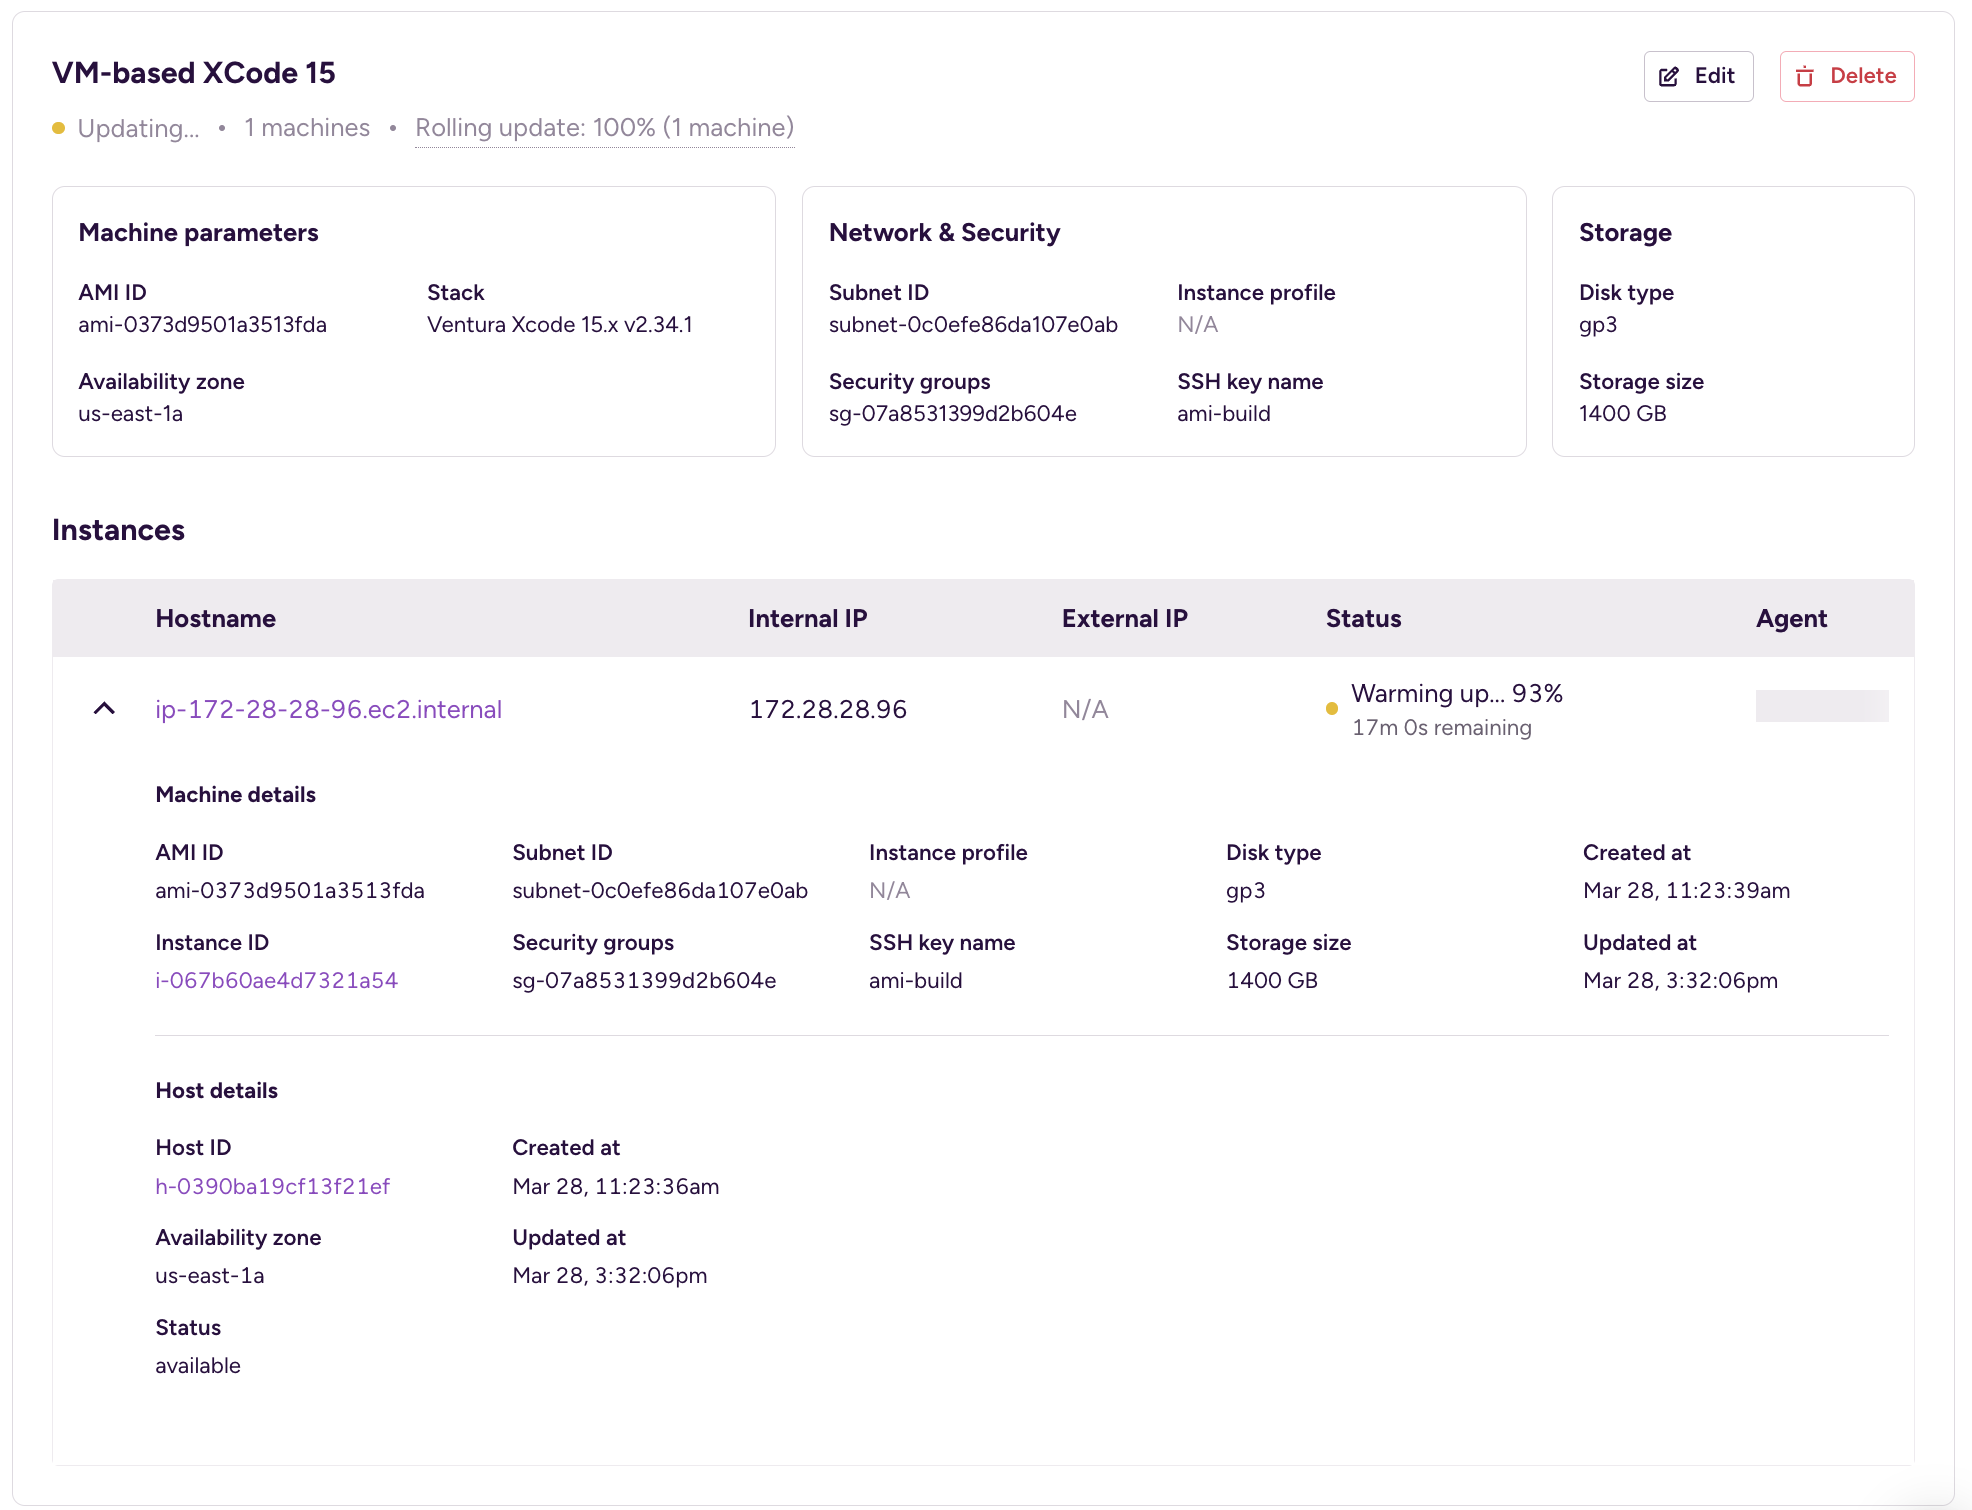 VM-based XCode 15
Edit
Delete
Updating... • 1 machines • Rolling update: 100% (1 machine)
Machine parameters
AMI ID
ami-0373d9501a3513fda
Stack
Ventura Xcode 15.x v2.34.1
Availability zone
us-east-1a
Network & Security
Subnet ID
subnet-0c0efe86da107e0ab
Instance profile
N/A
Security groups
sg-07a8531399d2b604e
SSH key name
ami-build
Storage
Disk type
gp3
Storage size
1400 GB
Instances
Hostname Internal IP External IP Status Agent
ip-172-28-28-96.ec2.internal 172.28.28.96 N/A Warming up... 93%
17m 0s remaining
Machine details
AMI ID Subnet ID Instance profile Disk type Created at
ami-0373d9501a3513fda subnet-0c0efe86da107e0ab N/A gp3 Mar 28, 11:23:39am
Instance ID Security groups SSH key name Storage size Updated at
i-067b60ae4d7321a54 sg-07a8531399d2b604e ami-build 1400 GB Mar 28, 3:32:06pm
Host details
Host ID Created at
h-0390ba19cf13f21ef Mar 28, 11:23:36am
Availability zone Updated at
us-east-1a Mar 28, 3:32:06pm
Status
available